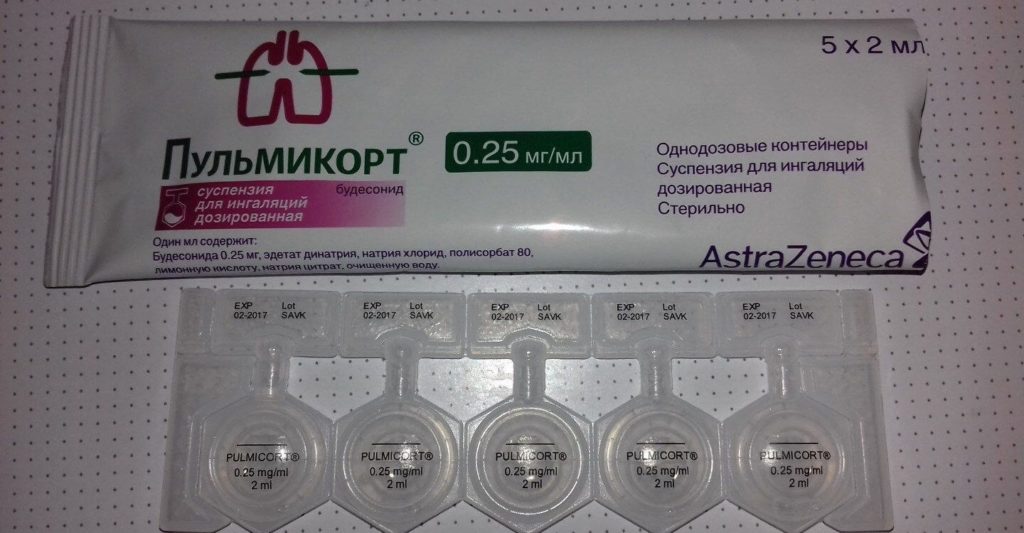 5 x 2 мл
Пульмикорт®
0.25 мг/мл
суспензия
для ингаляций
дозированная
будесонид
Однодозовые контейнеры
Суспензия для ингаляций
дозированная
Стерильно
Один мл содержит:
Будесонида 0.25 мг, эдетат динатрия, натрия хлорид, полисорбат 80,
лимонную кислоту, натрия цитрат, очищенную воду.
AstraZeneca
EXP Lot
02-2017 SAVK
EXP Lot
02-2017 SAVK
EXP Lot
02-2017 SAVK
EXP Lot
02-2017 SAVK
EXP Lot
02-2017 SAVK
PULMICORT®
0.25 mg/ml
2 ml
PULMICORT®
0.25 mg/ml
2 ml
PULMICORT®
0.25 mg/ml
2 ml
PULMICORT®
0.25 mg/ml
2 ml
PULMICORT®
0.25 mg/ml
2 ml